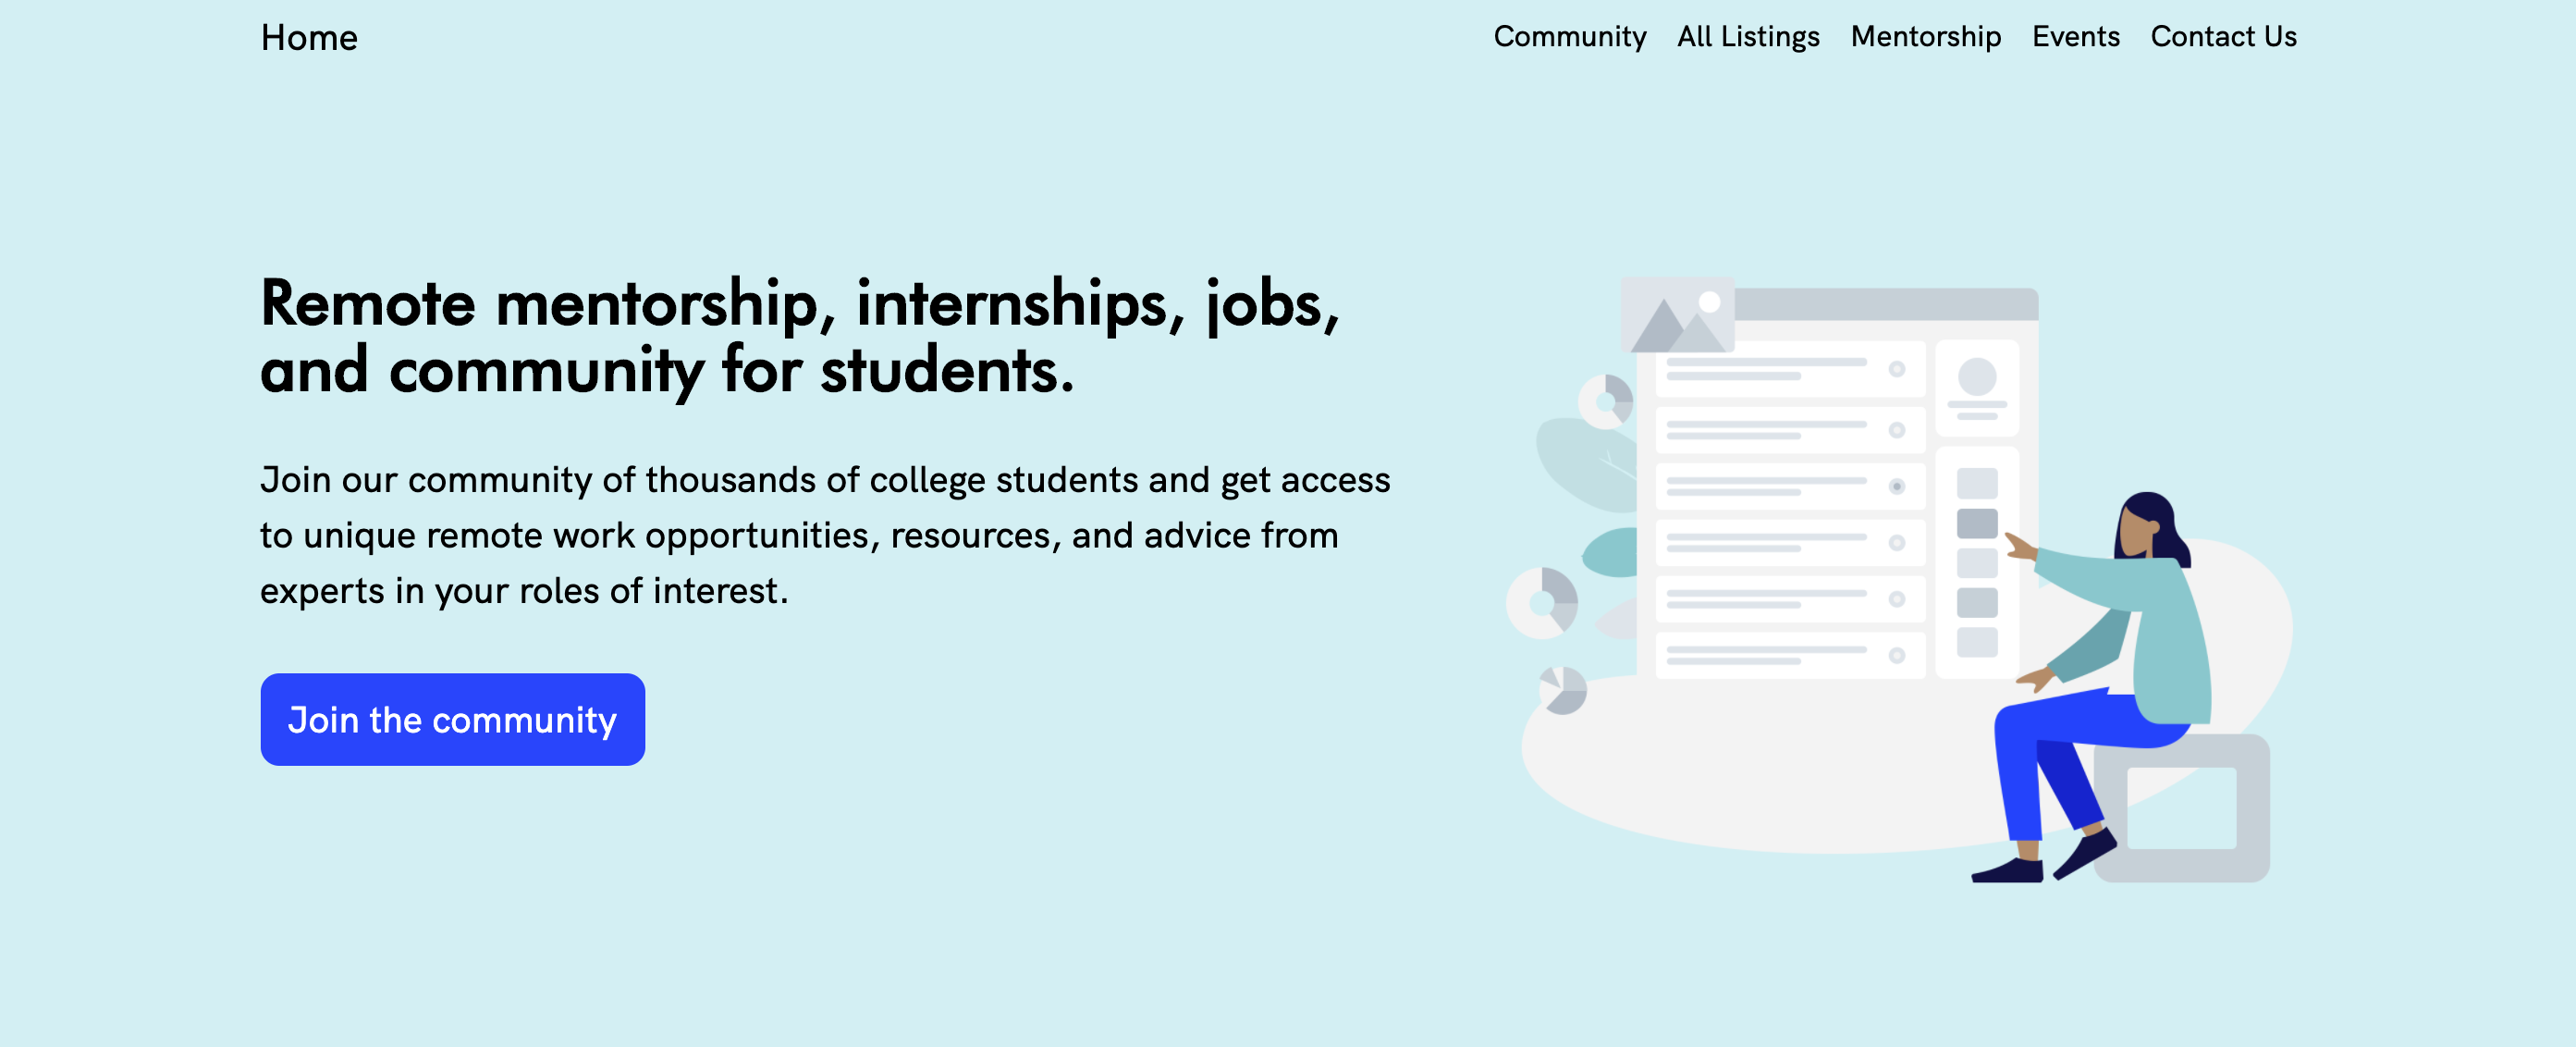 Home
Community All Listings Mentorship Events Contact Us
Remote mentorship, internships, jobs,
and community for students.
Join our community of thousands of college students and get access
to unique remote work opportunities, resources, and advice from
experts in your roles of interest.
Join the community